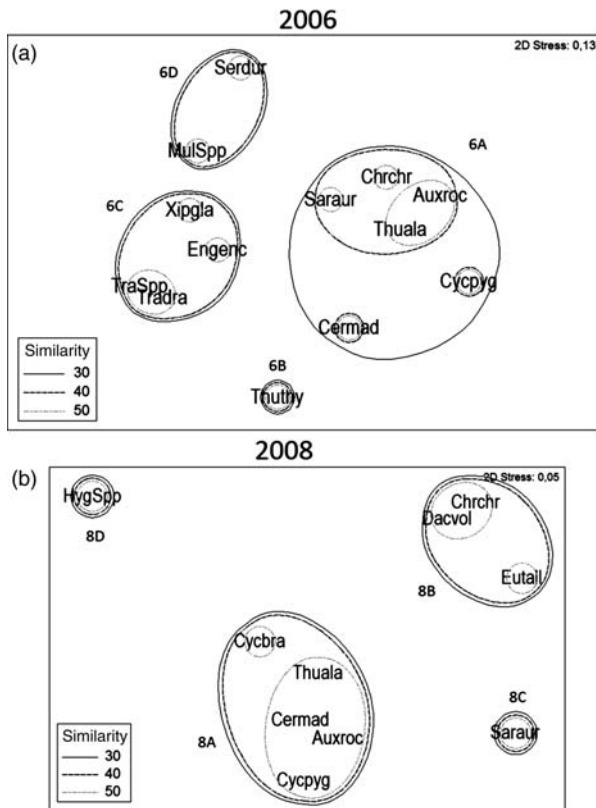 2006
(a)
2D Stress: 0,13
6D
Serdur
MulSpp
6A
Chrchr
Saraur
Auxroc
Thuala
6C
Xipgla
Engenc
TraSpp
Tradra
Cycpyg
Cermad
Similarity
30
40
50
6B
Thuthy
2008
(b)
2D Stress: 0,05
HygSpp
8D
Chrchr
Dacvol
Eutail
8B
Cycbra
Thuala
Cermad
Auxroc
Cycpyg
8A
8C
Saraur
Similarity
30
40
50